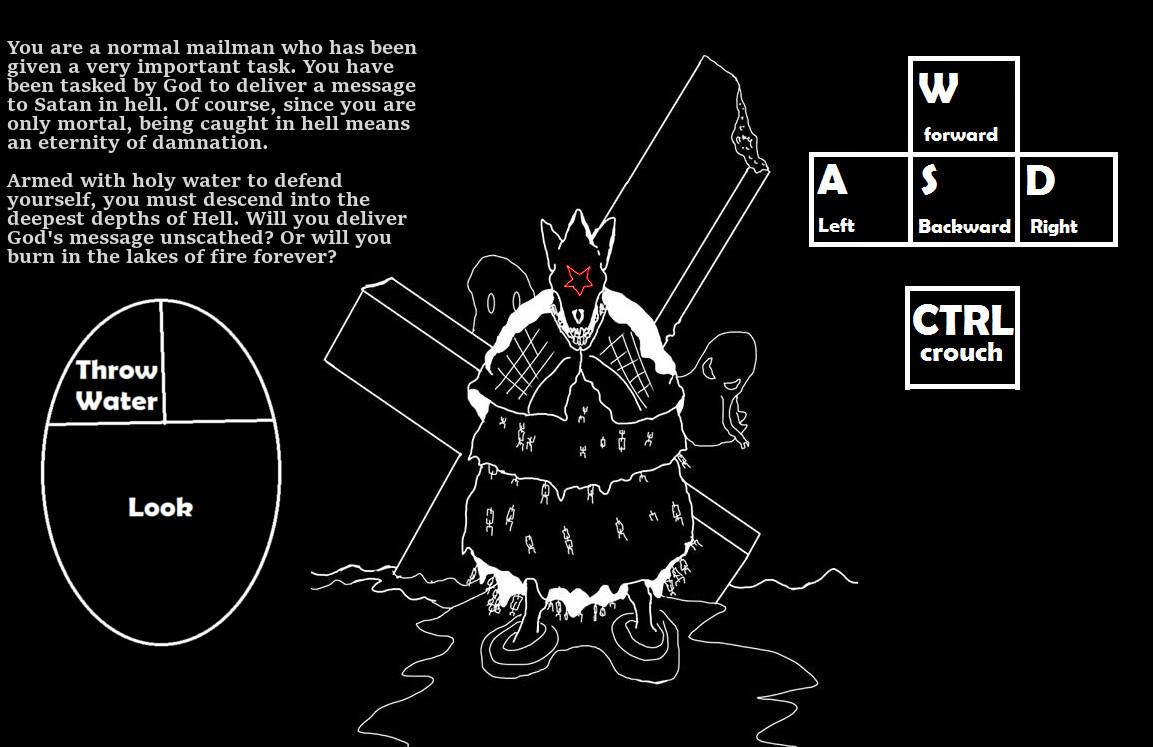 You are a normal mailman who has been
given a very important task. You have
been tasked by God to deliver a message
to Satan in hell. Of course, since you are
only mortal, being caught in hell means
an eternity of damnation.
Armed with holy water to defend
yourself, you must descend into the
deepest depths of Hell. Will you deliver
God's message unscathed? Or will you
burn in the lakes of fire forever?
Throw
Water
Look
W
forward
A
Left
S
Backward
D
Right
CTRL
crouch